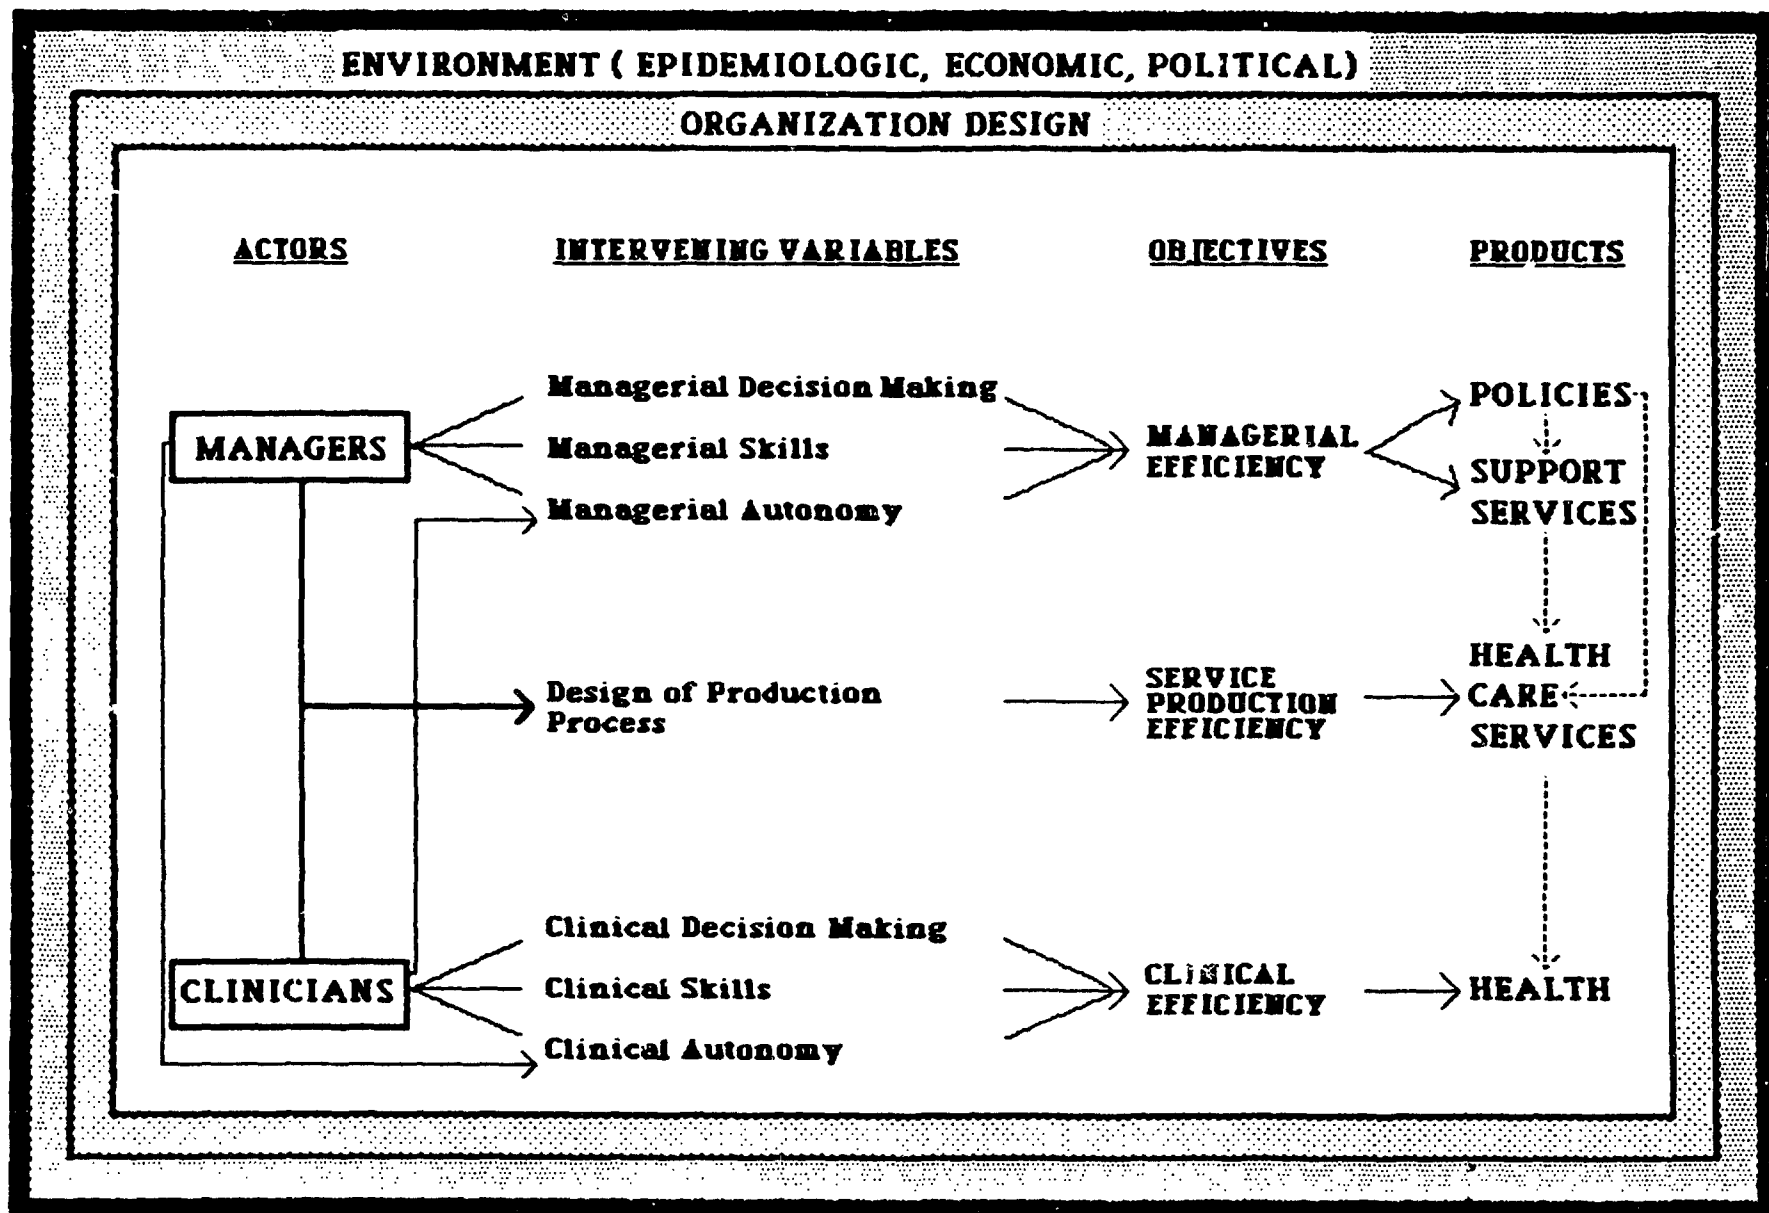 ENVIRONMENT ( EPIDEMIOLOGIC, ECONOMIC, POLITICAL)
ORGANIZATION DESIGN
ACTORS
INTERVENING VARIABLES
OBJECTIVES
PRODUCTS
MANAGERS
Managerial Decision Making
Managerial Skills
Managerial Autonomy
MANAGERIAL
EFFICIENCY
POLICIES
SUPPORT
SERVICES
Design of Production
Process
SERVICE
PRODUCTION
EFFICIENCY
HEALTH
CARE
SERVICES
CLINICIANS
Clinical Decision Making
Clinical Skills
Clinical Autonomy
CLINICAL
EFFICIENCY
HEALTH